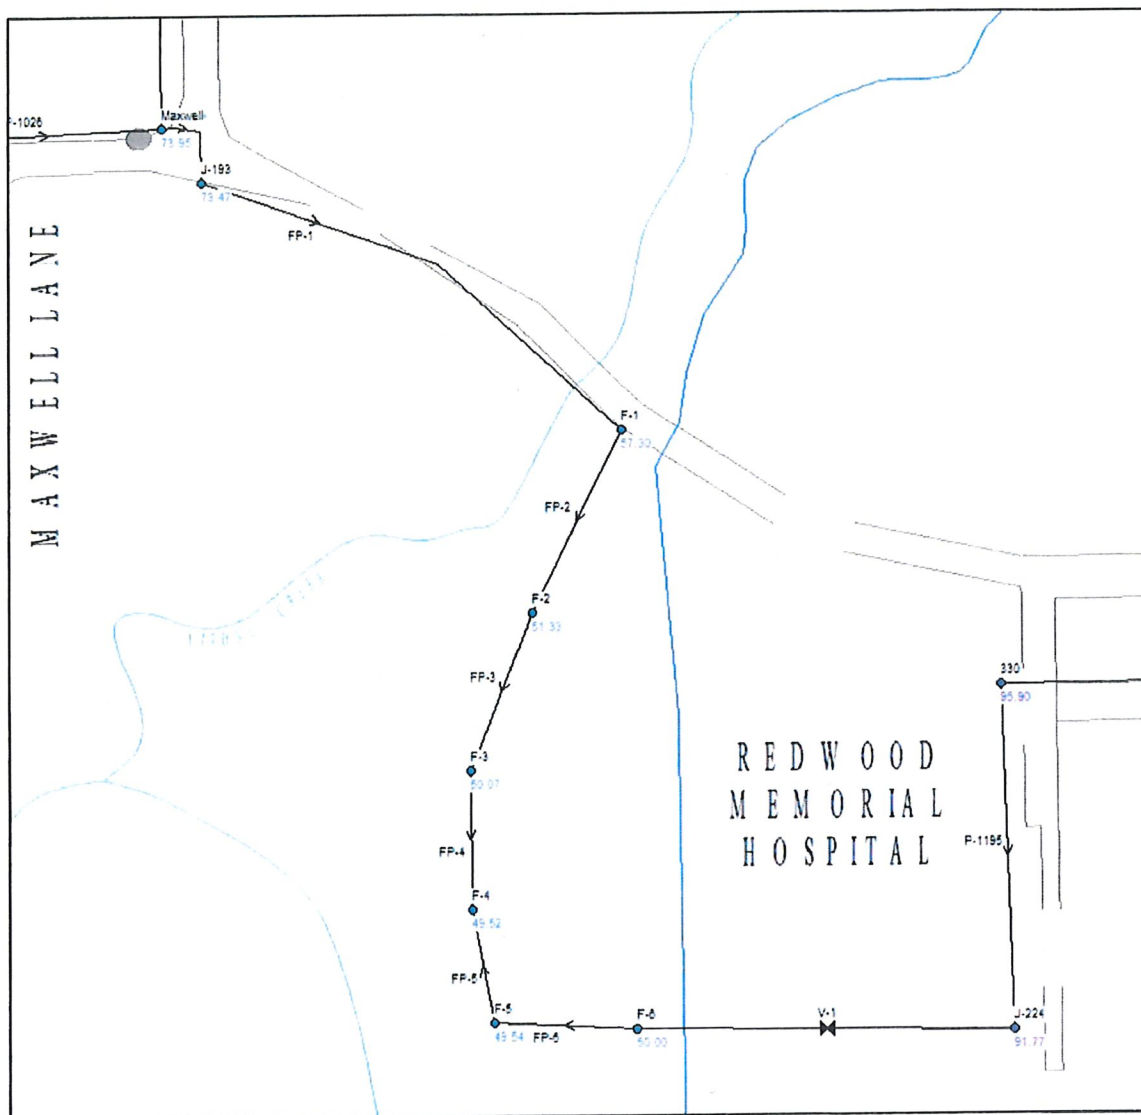 P-1026
Maxwell
73.95
J-193
73.47
FP-1
MAXWELL LANE
F-1
57.30
FP-2
F-2
51.33
FP-3
330
95.90
F-3
50.07
REDWOOD
MEMORIAL
HOSPITAL
P-1195
FP-4
F-4
49.52
FP-5
F-5
49.54
FP-6
F-6
50.00
V-1
J-224
91.77